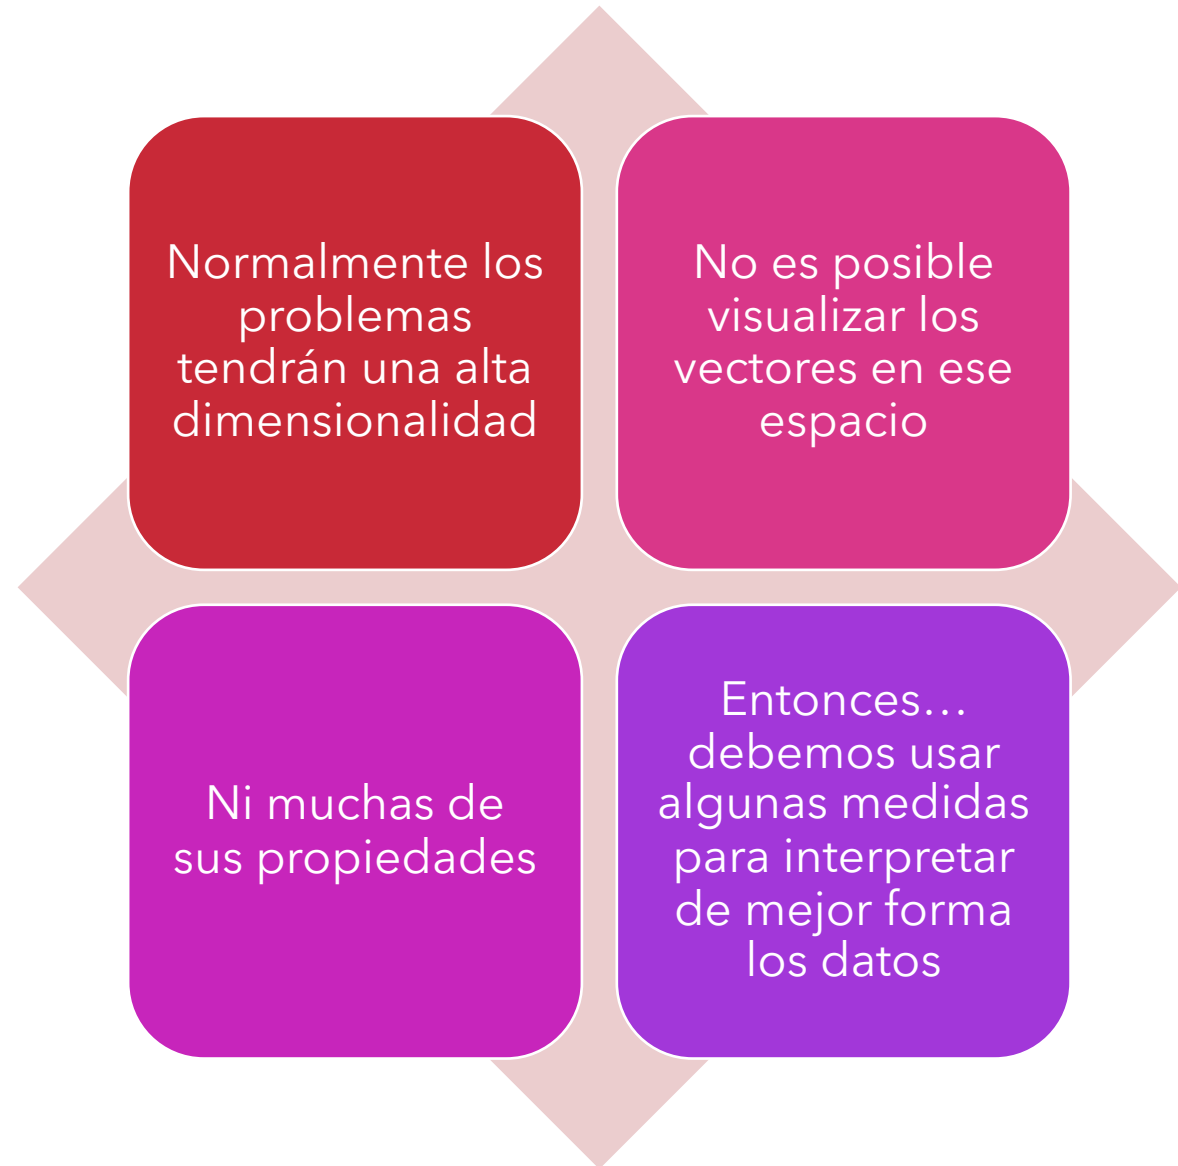 Normalmente los
problemas
tendrán una alta
dimensionalidad
No es posible
visualizar los
vectores en ese
espacio
Ni muchas de
sus propiedades
Entonces…
debemos usar
algunas medidas
para interpretar
de mejor forma
los datos